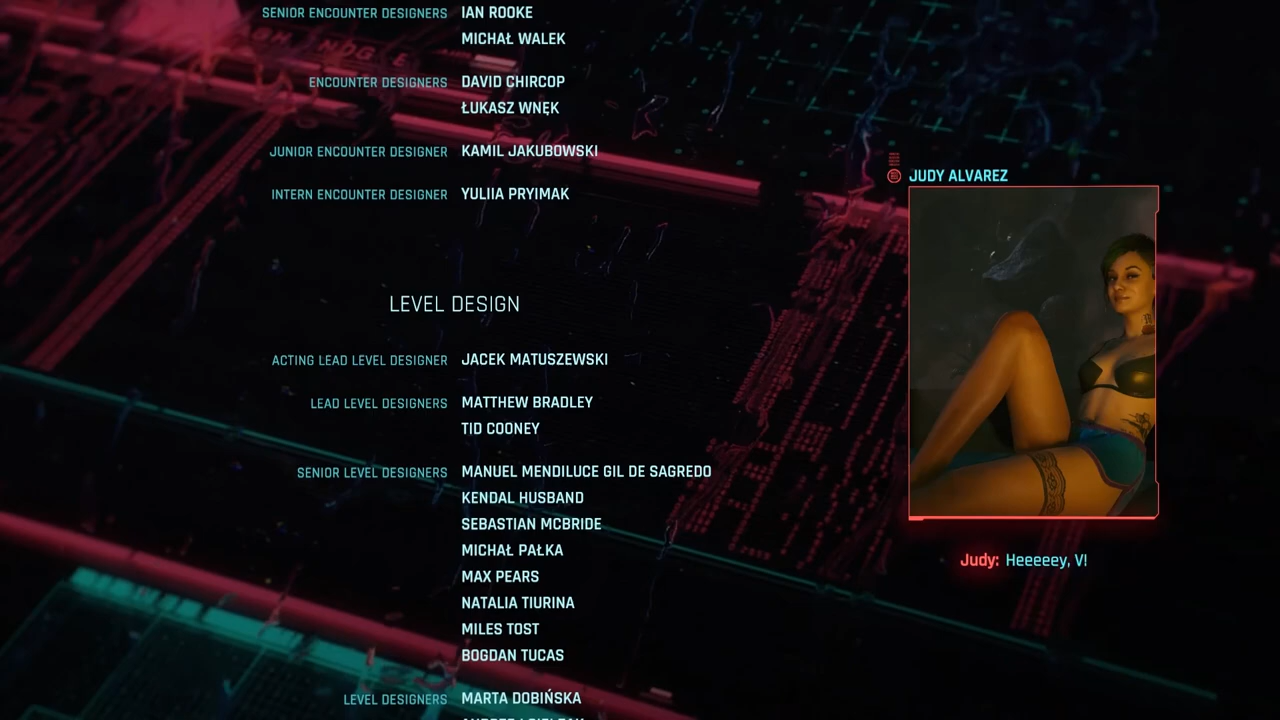 SENIOR ENCOUNTER DESIGNERS IAN ROOKE
MICHAŁ WALEK
ENCOUNTER DESIGNERS DAVID CHIRCOP
ŁUKASZ WNĘK
JUNIOR ENCOUNTER DESIGNER KAMIL JAKUBOWSKI
INTERN ENCOUNTER DESIGNER YULIIA PRYIMAK
LEVEL DESIGN
ACTING LEAD LEVEL DESIGNER JACEK MATUSZEWSKI
LEAD LEVEL DESIGNERS MATTHEW BRADLEY
TID COONEY
SENIOR LEVEL DESIGNERS MANUEL MENDILUCE GIL DE SAGREDO
KENDAL HUSBAND
SEBASTIAN MCBRIDE
MICHAŁ PAŁKA
MAX PEARS
NATALIA TIURINA
MILES TOST
BOGDAN TUCAS
LEVEL DESIGNERS MARTA DOBIŃSKA
JUDY ALVAREZ
Judy: Heeeeey, V!